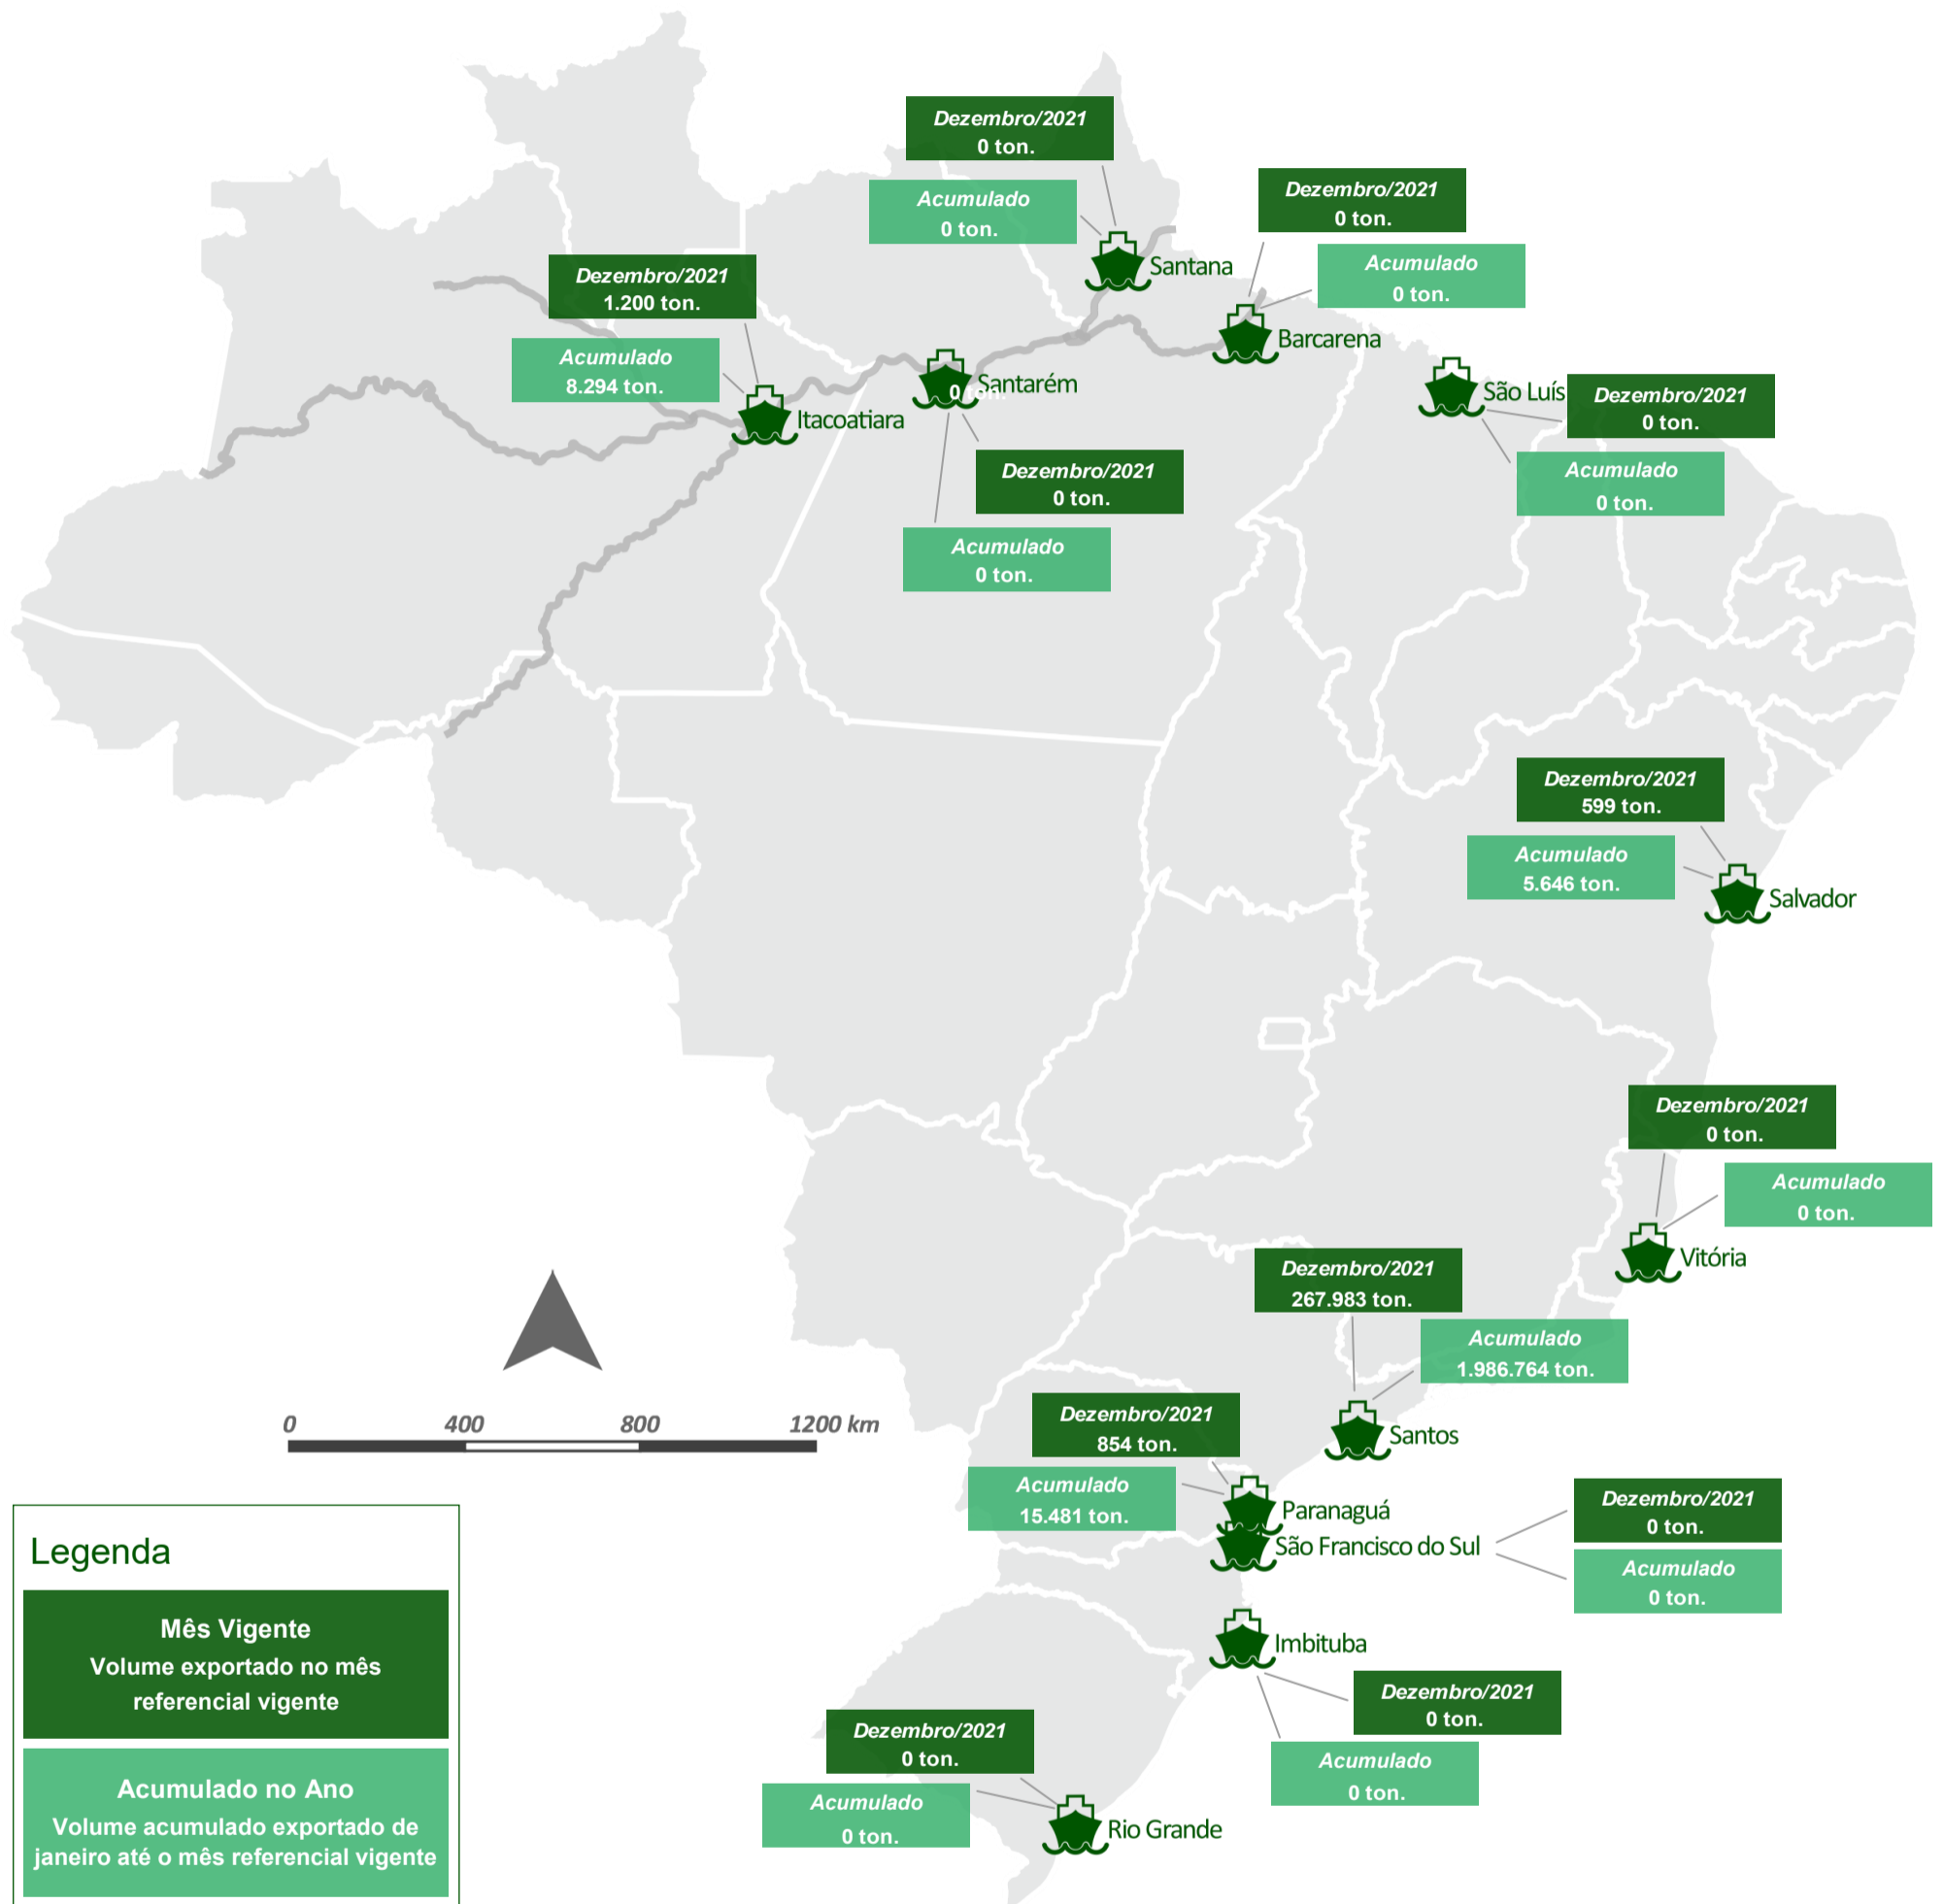 Dezembro/2021
0 ton.
Acumulado
0 ton.
Santana
Dezembro/2021
0 ton.
Acumulado
0 ton.
Barcarena
Dezembro/2021
1.200 ton.
Acumulado
8.294 ton.
Itacoatiara
0 ton.
Santarém
Dezembro/2021
0 ton.
Acumulado
0 ton.
São Luís
Dezembro/2021
0 ton.
Acumulado
0 ton.
Dezembro/2021
599 ton.
Acumulado
5.646 ton.
Salvador
Dezembro/2021
0 ton.
Acumulado
0 ton.
Vitória
Dezembro/2021
267.983 ton.
Acumulado
1.986.764 ton.
Santos
Dezembro/2021
854 ton.
Acumulado
15.481 ton.
Paranaguá
São Francisco do Sul
Dezembro/2021
0 ton.
Acumulado
0 ton.
Imbituba
Dezembro/2021
0 ton.
Acumulado
0 ton.
Dezembro/2021
0 ton.
Acumulado
0 ton.
Rio Grande
0 400 800 1200 km
Legenda
Mês Vigente
Volume exportado no mês
referencial vigente
Acumulado no Ano
Volume acumulado exportado de
janeiro até o mês referencial vigente